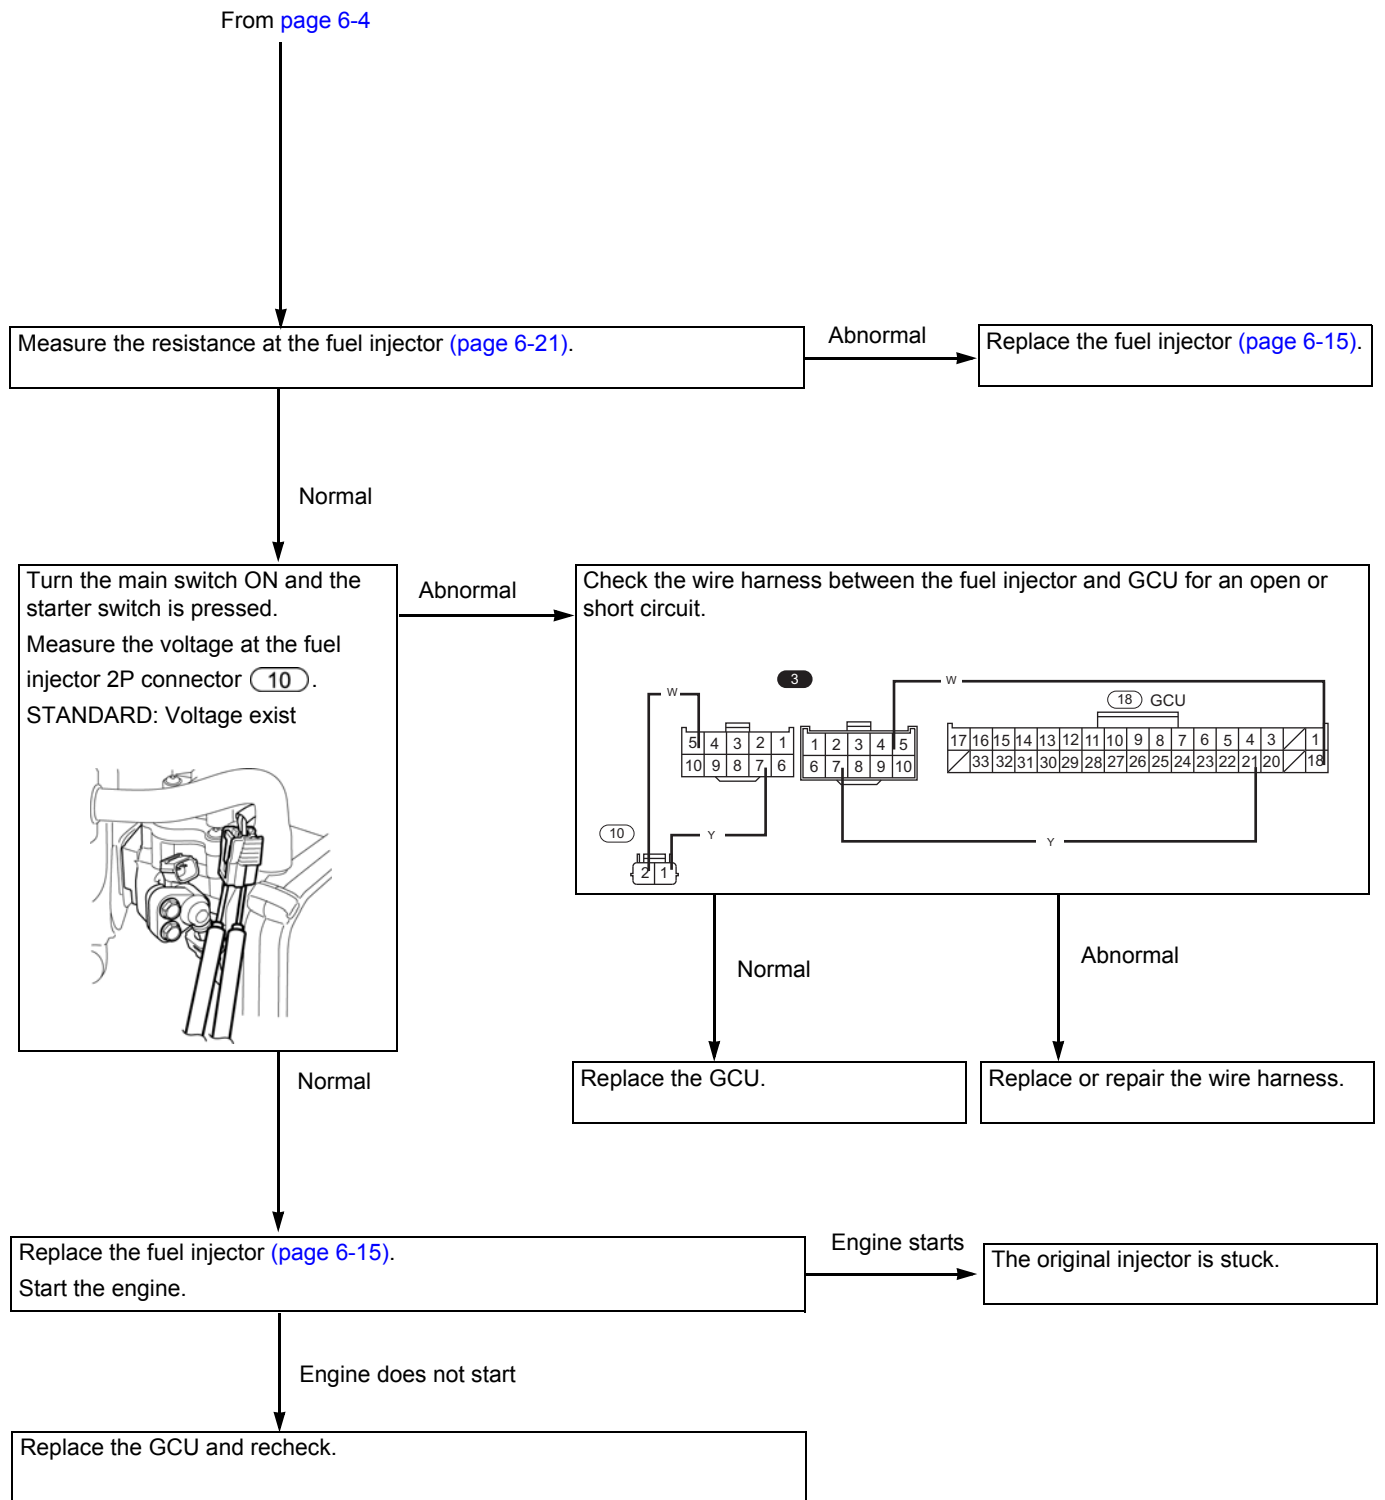 From page 6-4
Measure the resistance at the fuel injector (page 6-21).
Abnormal
Replace the fuel injector (page 6-15).
Normal
Turn the main switch ON and the
starter switch is pressed.
Measure the voltage at the fuel
injector 2P connector 10.
STANDARD: Voltage exist
Abnormal
Check the wire harness between the fuel injector and GCU for an open or
short circuit.
3
W
W
18 GCU
5 4 3 2 1
10 9 8 7 6
1 2 3 4 5
6 7 8 9 10
17 16 15 14 13 12 11 10 9 8 7 6 5 4 3 1
33 32 31 30 29 28 27 26 25 24 23 22 21 20 18
10
Y
Y
2 1
Normal
Abnormal
Replace the GCU.
Replace or repair the wire harness.
Normal
Replace the fuel injector (page 6-15).
Start the engine.
Engine starts
The original injector is stuck.
Engine does not start
Replace the GCU and recheck.